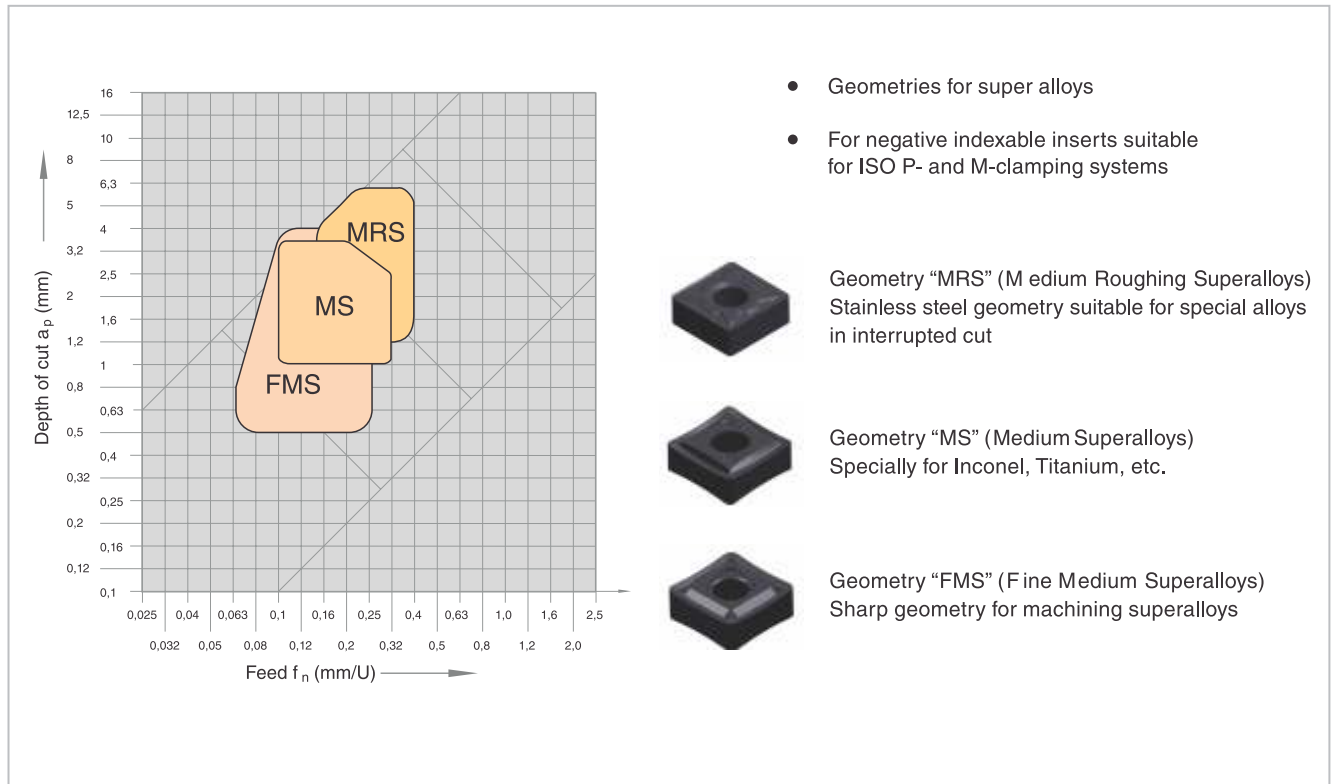 16
12,5
10
8
6,3
5
4
3,2
2,5
2
1,6
1,2
1
0,8
0,63
0,5
0,4
0,32
0,25
0,2
0,16
0,12
0,1
Depth of cut a p (mm)
MRS
MS
FMS
0,025 0,04 0,063 0,1 0,16 0,25 0,4 0,63 1,0 1,6 2,5
0,032 0,05 0,08 0,12 0,2 0,32 0,5 0,8 1,2 2,0
Feed f n (mm/U)
• Geometries for super alloys
• For negative indexable inserts suitable
for ISO P- and M-clamping systems
Geometry “MRS” (M edium Roughing Superalloys)
Stainless steel geometry suitable for special alloys
in interrupted cut
Geometry “MS” (Medium Superalloys)
Specially for Inconel, Titanium, etc.
Geometry “FMS” (F ine Medium Superalloys)
Sharp geometry for machining superalloys